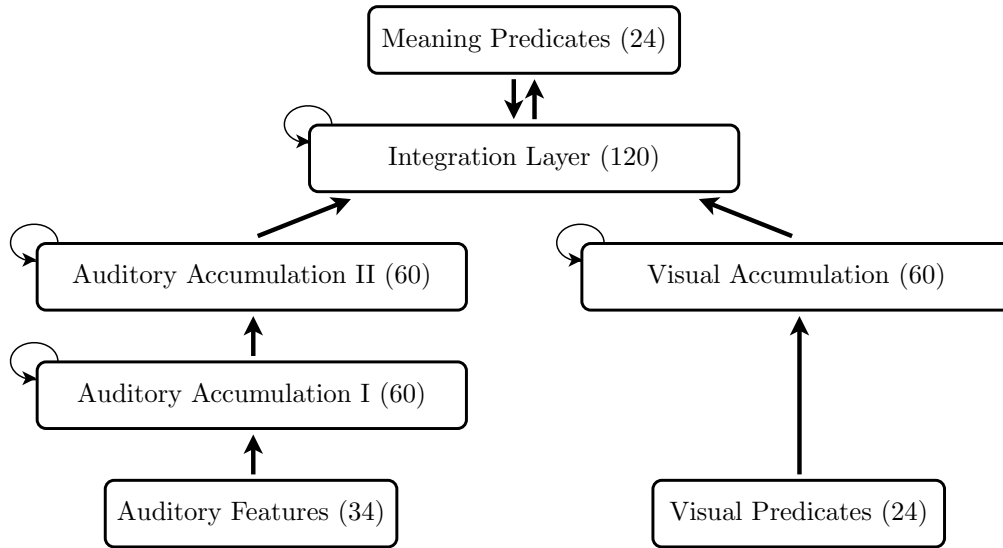 Meaning Predicates (24)
Integration Layer (120)
Auditory Accumulation II (60)
Visual Accumulation (60)
Auditory Accumulation I (60)
Auditory Features (34)
Visual Predicates (24)